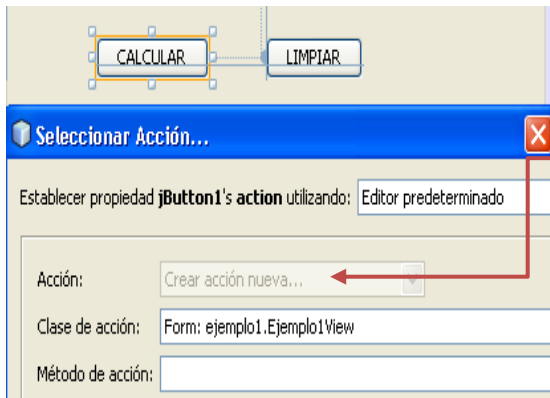 CALCULAR LIMPIAR
Seleccionar Acción...
Establecer propiedad jButton1's action utilizando: Editor predeterminado
Acción: Crear acción nueva...
Clase de acción: Form: ejemplo1.Ejemplo1View
Método de acción: